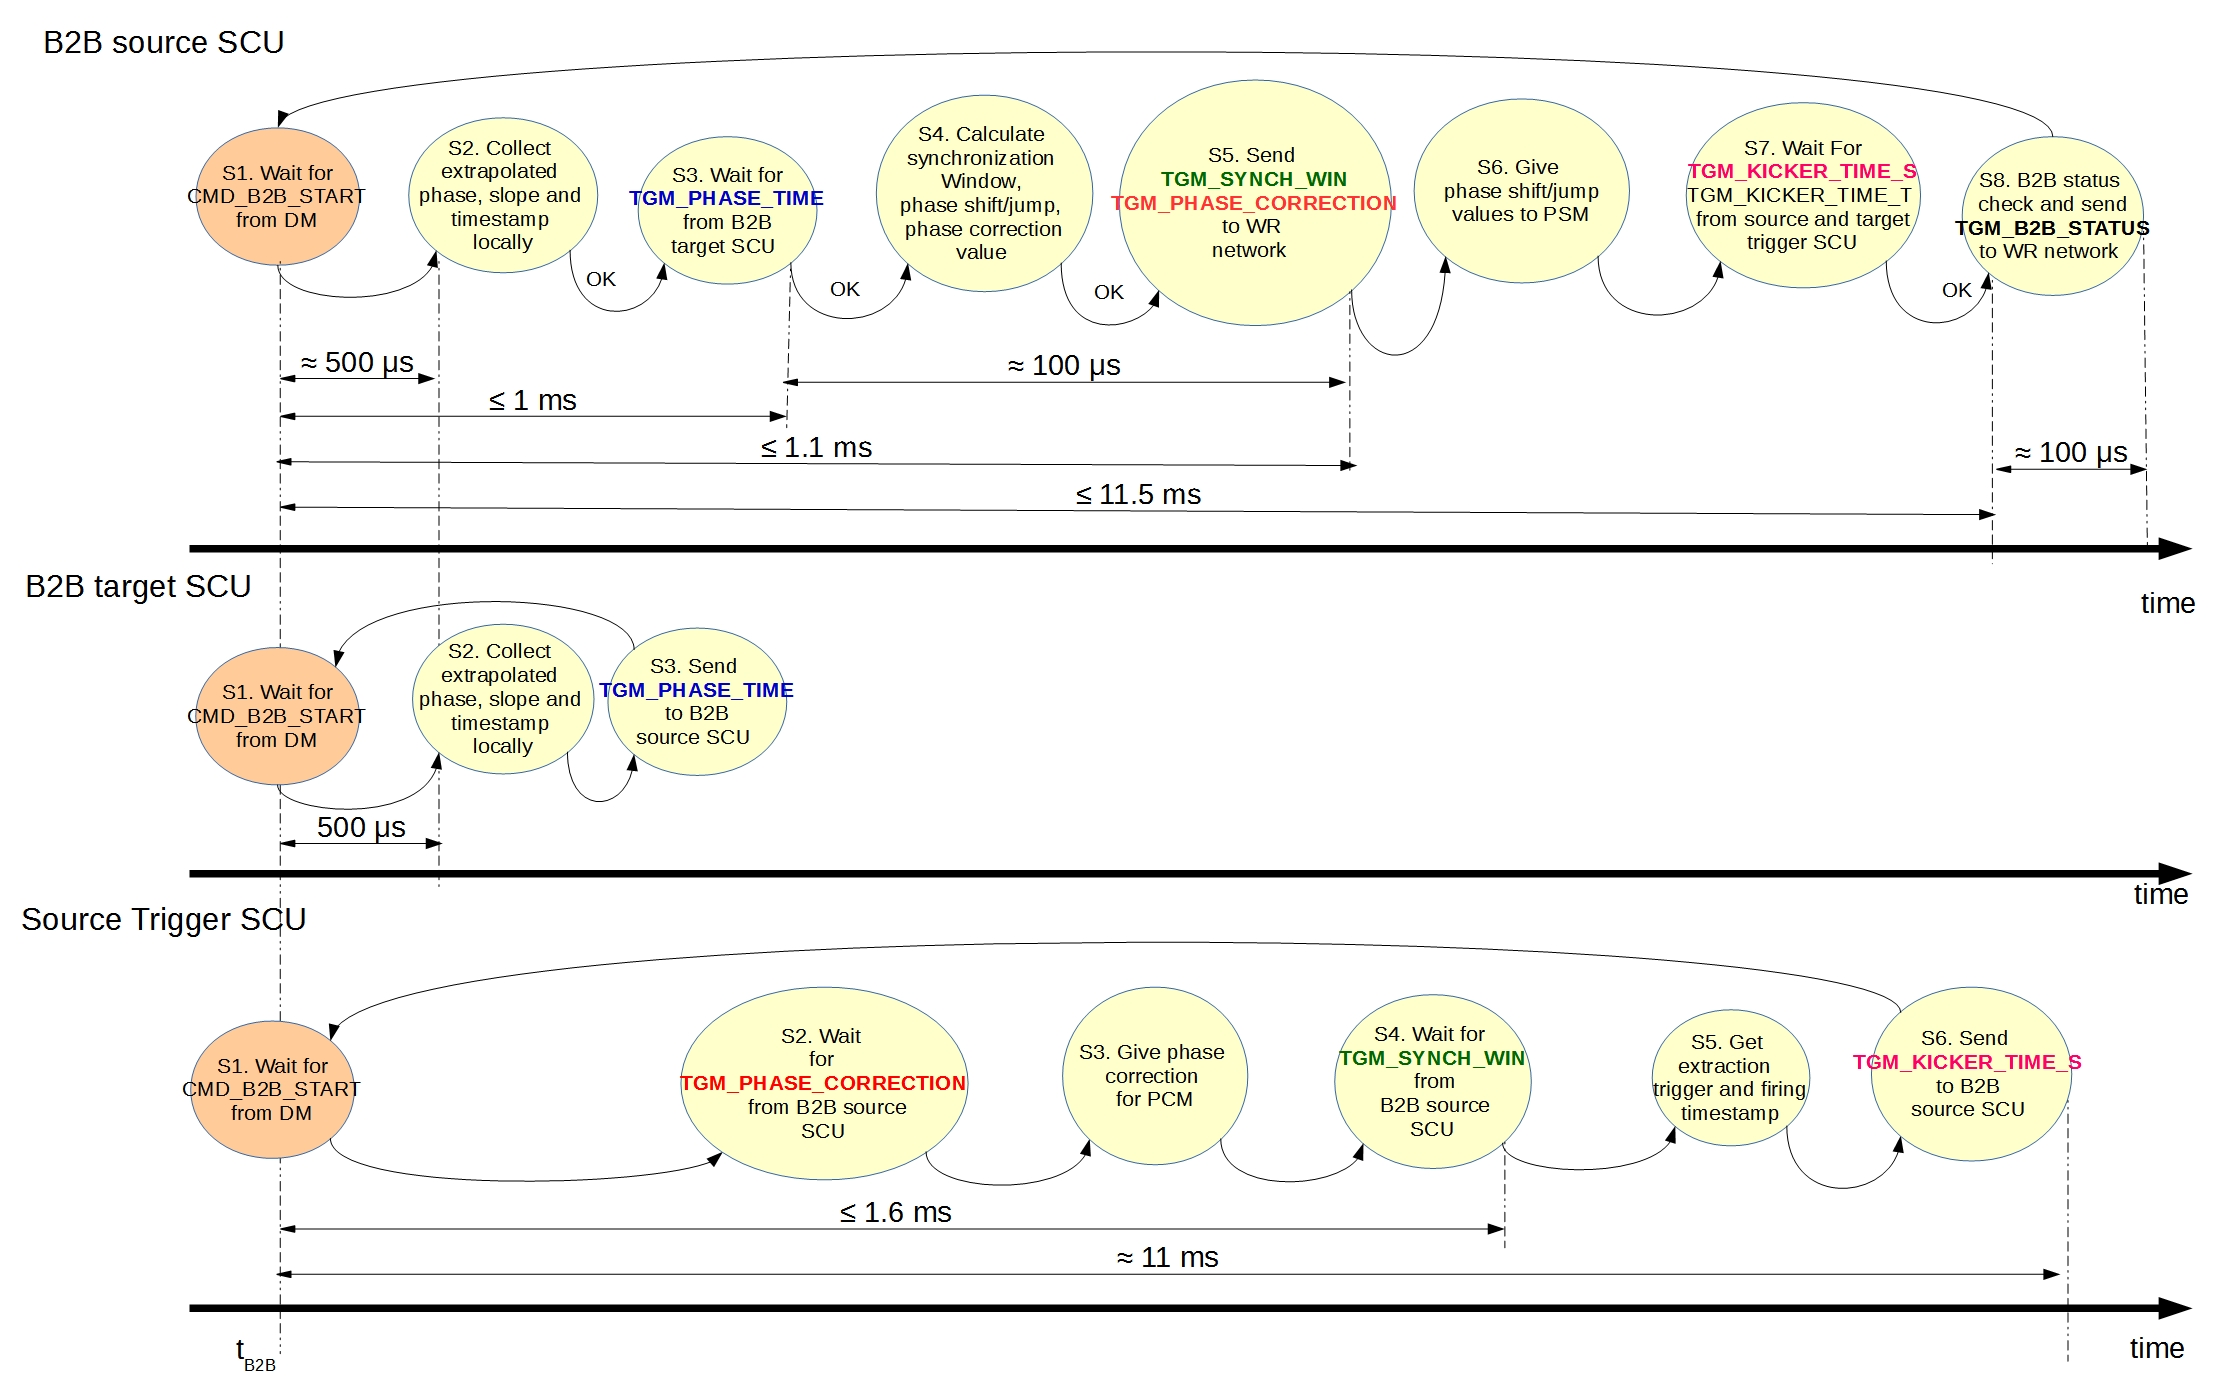 B2B source SCU
S1. Wait for
CMD_B2B_START
from DM
S2. Collect
extrapolated
phase, slope and
timestamp
locally
OK
S3. Wait for
TGM_PHASE_TIME
from B2B
target SCU
OK
S4. Calculate
synchronization
Window,
phase shift/jump,
phase correction
value
OK
S5. Send
TGM_SYNCH_WIN
TGM_PHASE_CORRECTION
to WR
network
S6. Give
phase shift/jump
values to PSM
S7. Wait For
TGM_KICKER_TIME_S
TGM_KICKER_TIME_T
from source and target
trigger SCU
OK
S8. B2B status
check and send
TGM_B2B_STATUS
to WR network
≈ 500 μs
≈ 100 μs
≤ 1 ms
≤ 1.1 ms
≈ 100 μs
≤ 11.5 ms
time
B2B target SCU
S1. Wait for
CMD_B2B_START
from DM
S2. Collect
extrapolated
phase, slope and
timestamp
locally
S3. Send
TGM_PHASE_TIME
to B2B
source SCU
500 μs
time
Source Trigger SCU
S1. Wait for
CMD_B2B_START
from DM
S2. Wait
for
TGM_PHASE_CORRECTION
from B2B source
SCU
S3. Give phase
correction
for PCM
S4. Wait for
TGM_SYNCH_WIN
from
B2B source
SCU
S5. Get
extraction
trigger and firing
timestamp
S6. Send
TGM_KICKER_TIME_S
to B2B
source SCU
≤ 1.6 ms
≈ 11 ms
tB2B
time